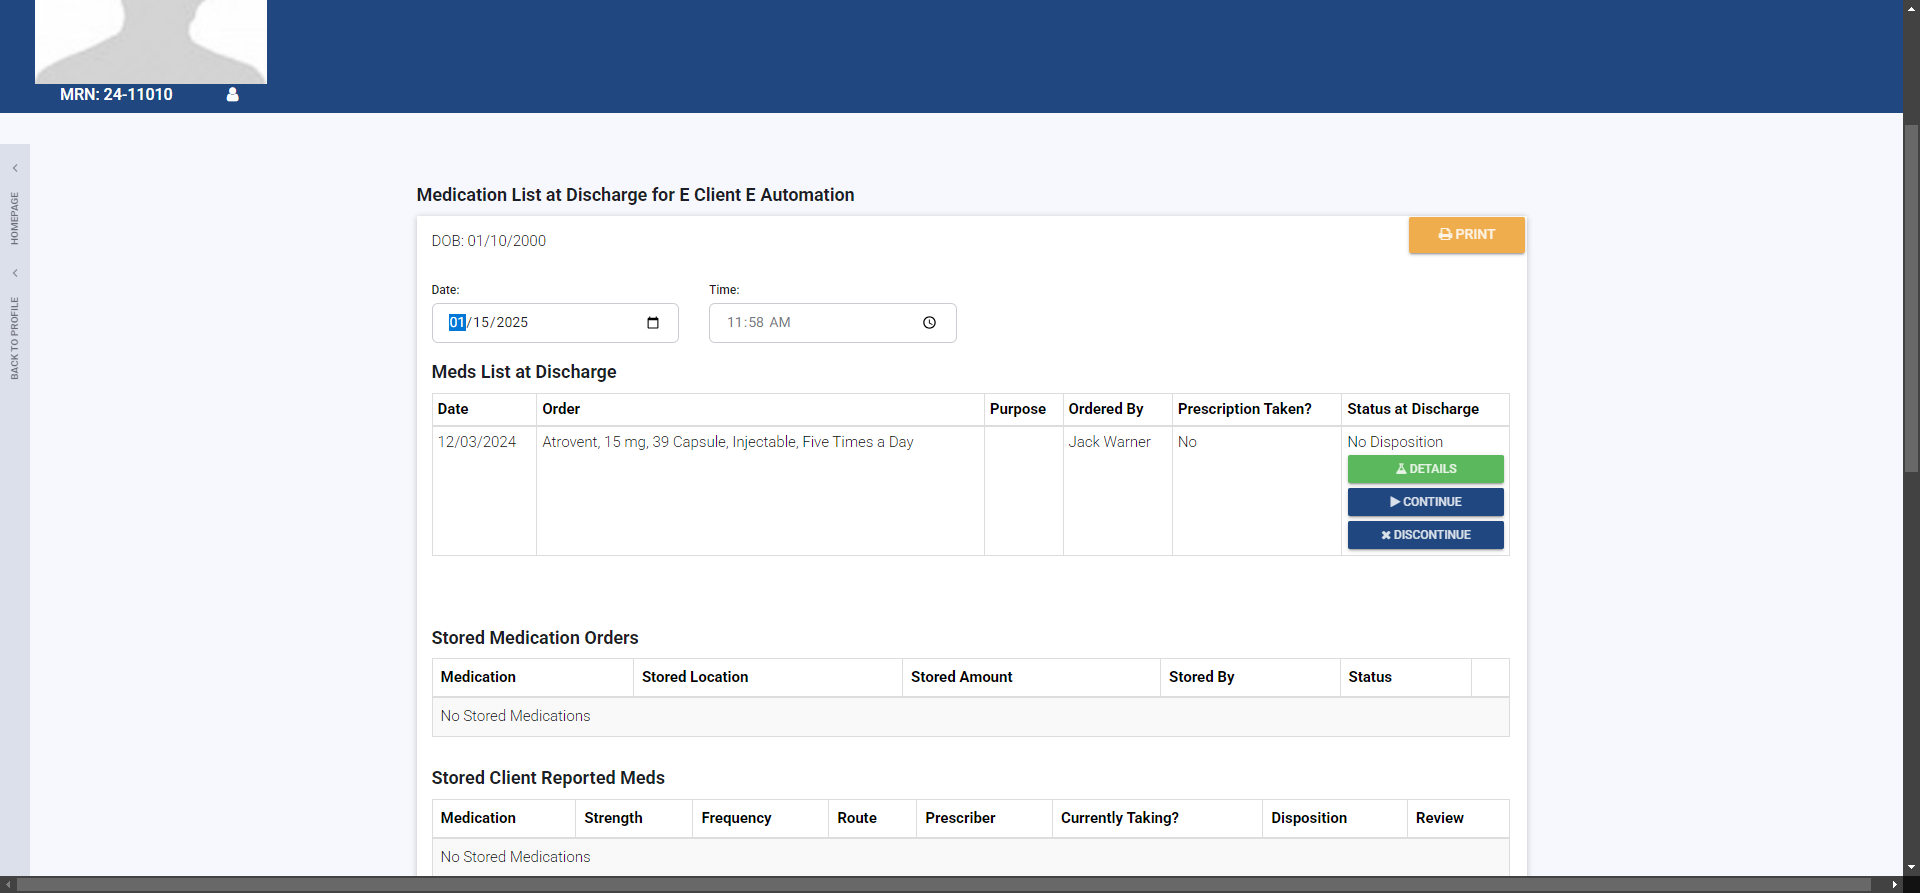 MRN: 24-11010
HOMEPAGE
BACK TO PROFILE
Medication List at Discharge for E Client E Automation
DOB: 01/10/2000
PRINT
Date:
Time:
01/15/2025
11:58 AM
Meds List at Discharge
Date Order Purpose Ordered By Prescription Taken? Status at Discharge
12/03/2024 Atrovent, 15 mg, 39 Capsule, Injectable, Five Times a Day Jack Warner No No Disposition
DETAILS
CONTINUE
DISCONTINUE
Stored Medication Orders
Medication Stored Location Stored Amount Stored By Status
No Stored Medications
Stored Client Reported Meds
Medication Strength Frequency Route Prescriber Currently Taking? Disposition Review
No Stored Medications